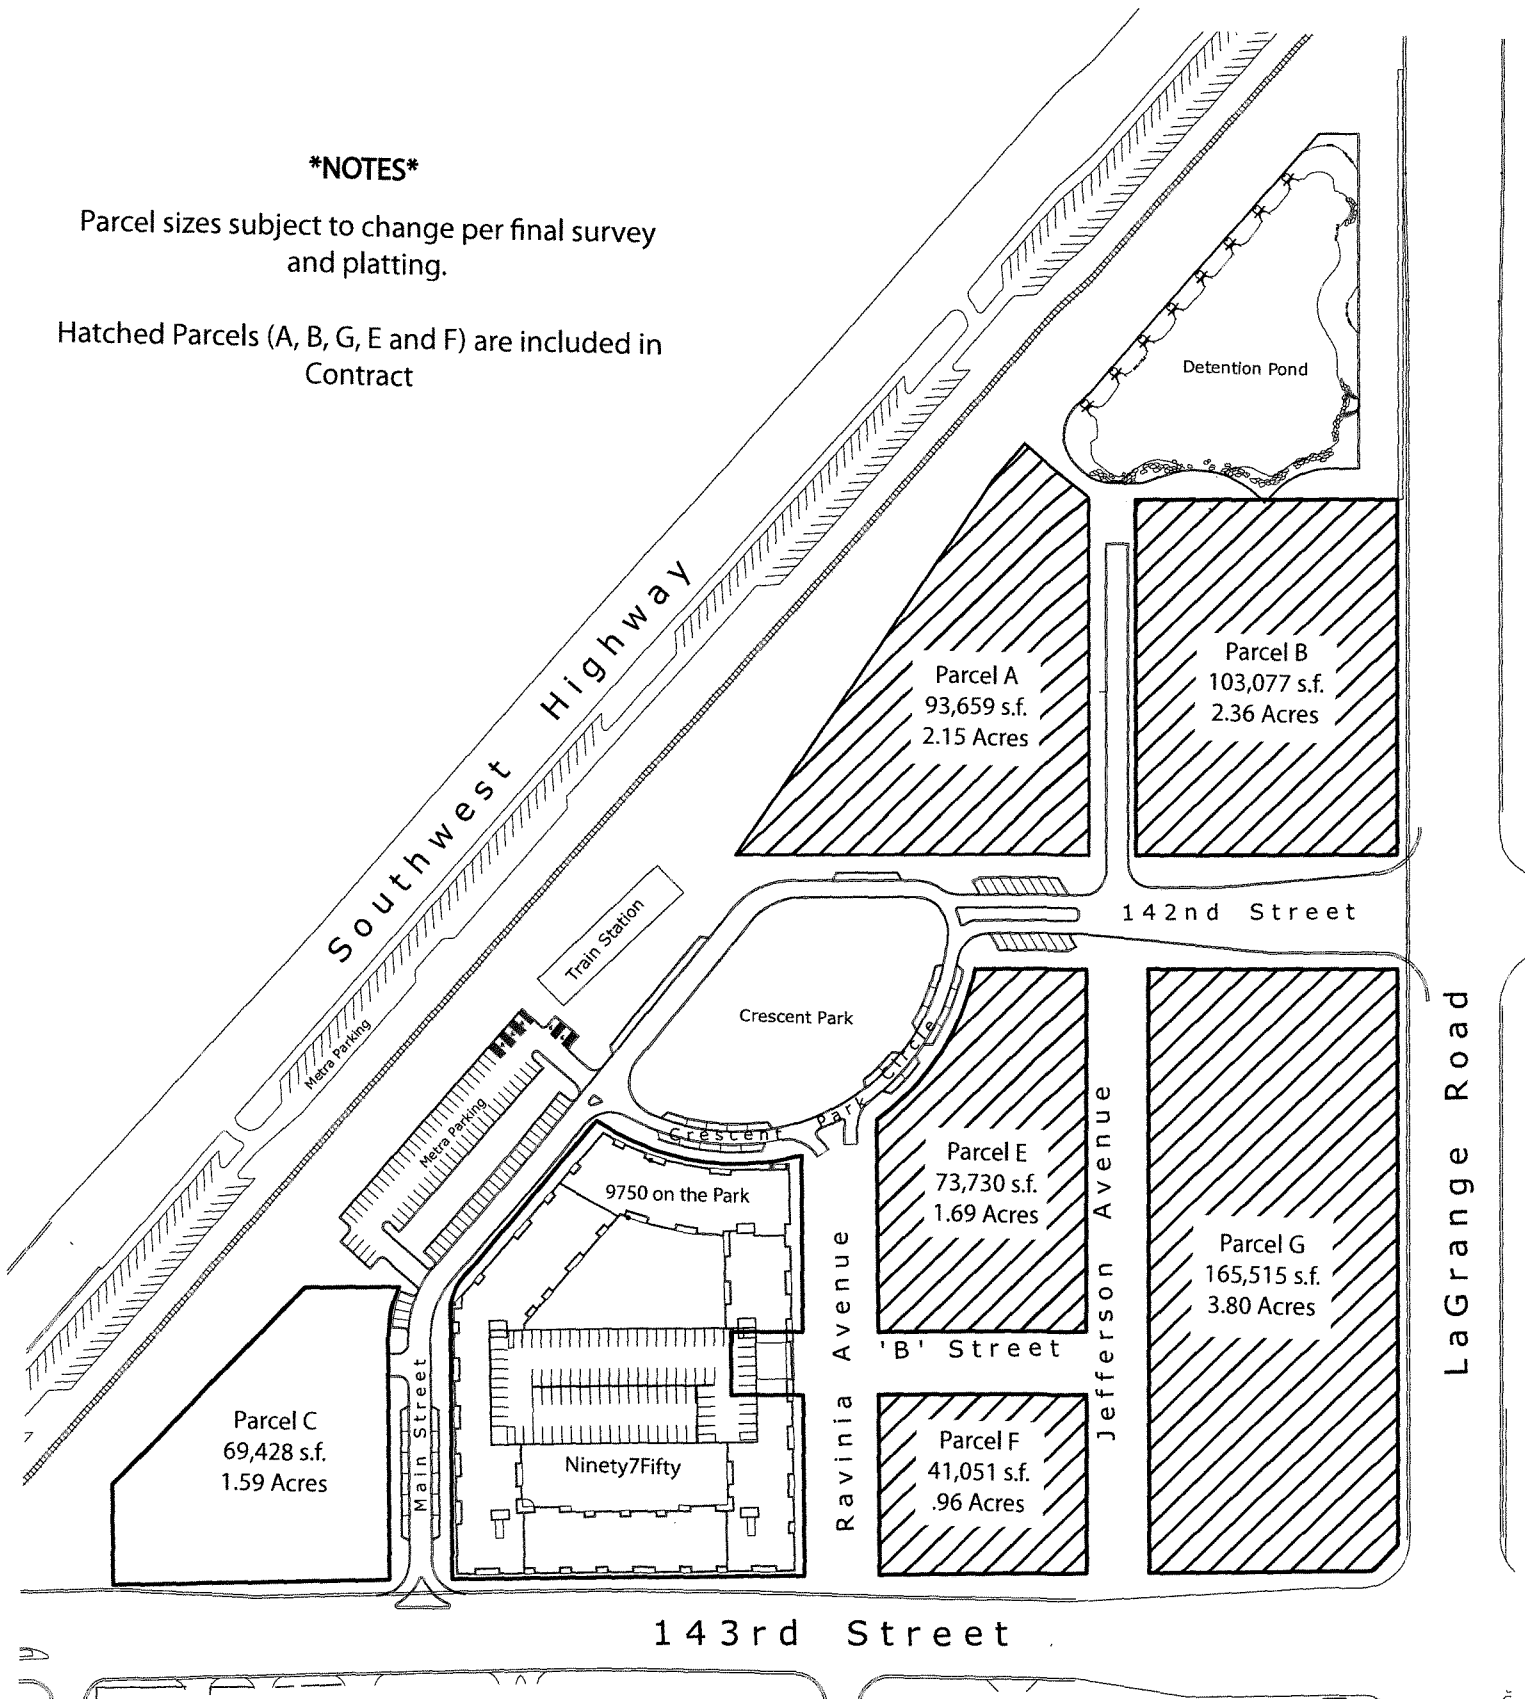 *NOTES*
Parcel sizes subject to change per final survey
and platting.
Hatched Parcels (A, B, G, E and F) are included in
Contract
Detention Pond
Southwest Highway
Parcel A
93,659 s.f.
2.15 Acres
Parcel B
103,077 s.f.
2.36 Acres
142nd Street
Train Station
Crescent Park
Metra Parking
Metra Parking
Crescent Park Circle
LaGrange Road
Parcel E
73,730 s.f.
1.69 Acres
Jefferson Avenue
9750 on the Park
Parcel G
165,515 s.f.
3.80 Acres
Ravinia Avenue
'B' Street
Main Street
Parcel C
69,428 s.f.
1.59 Acres
Ninety7Fifty
Parcel F
41,051 s.f.
.96 Acres
143rd Street